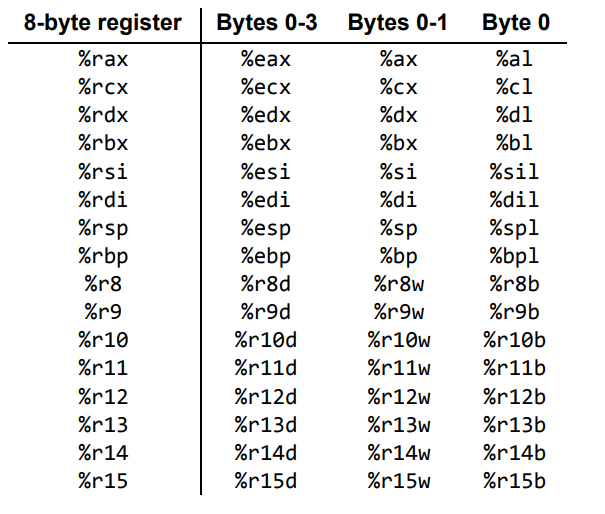 8-byte register Bytes 0-3 Bytes 0-1 Byte 0
%rax %eax %ax %al
%rcx %ecx %cx %cl
%rdx %edx %dx %dl
%rbx %ebx %bx %bl
%rsi %esi %si %sil
%rdi %edi %di %dil
%rsp %esp %sp %spl
%rbp %ebp %bp %bpl
%r8 %r8d %r8w %r8b
%r9 %r9d %r9w %r9b
%r10 %r10d %r10w %r10b
%r11 %r11d %r11w %r11b
%r12 %r12d %r12w %r12b
%r13 %r13d %r13w %r13b
%r14 %r14d %r14w %r14b
%r15 %r15d %r15w %r15b